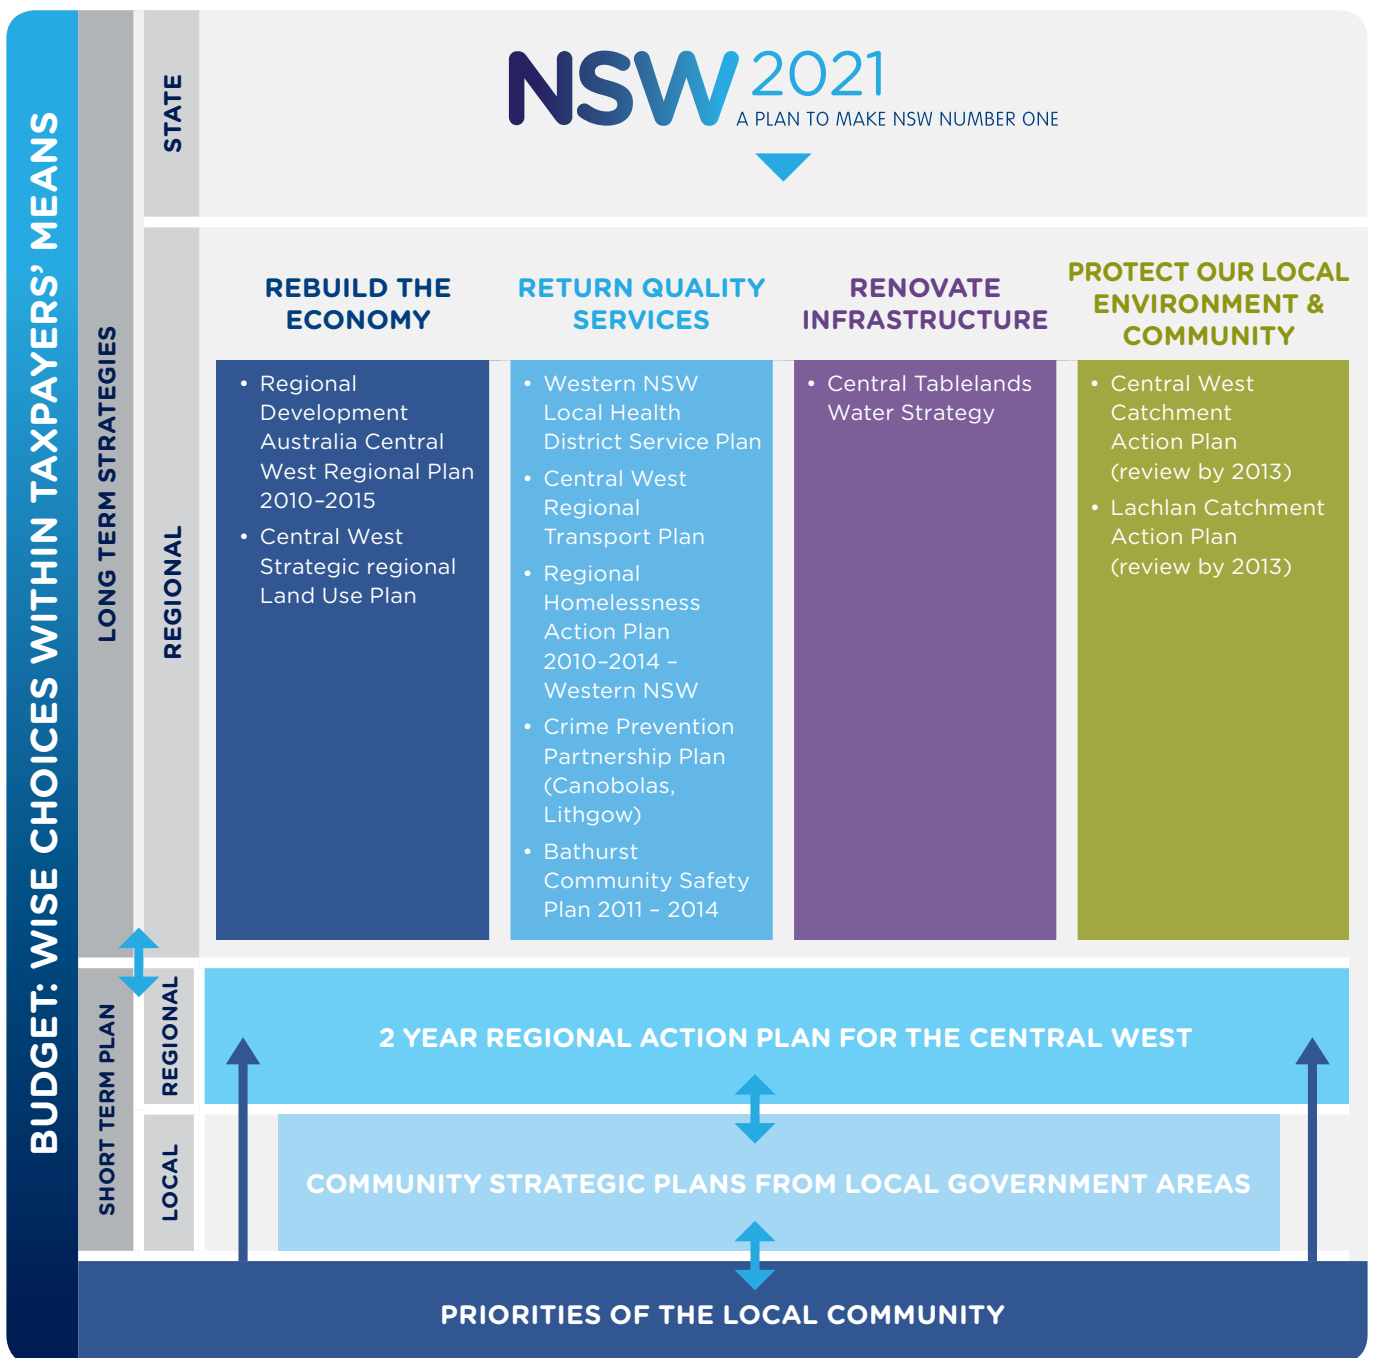 BUDGET: WISE CHOICES WITHIN TAXPAYERS' MEANS
LONG TERM STRATEGIES
STATE
NSW 2021
A PLAN TO MAKE NSW NUMBER ONE
REGIONAL
REBUILD THE
ECONOMY
• Regional
Development
Australia Central
West Regional Plan
2010–2015
• Central West
Strategic regional
Land Use Plan
RETURN QUALITY
SERVICES
• Western NSW
Local Health
District Service Plan
• Central West
Regional
Transport Plan
• Regional
Homelessness
Action Plan
2010–2014 –
Western NSW
• Crime Prevention
Partnership Plan
(Canobolas,
Lithgow)
• Bathurst
Community Safety
Plan 2011 – 2014
RENOVATE
INFRASTRUCTURE
• Central Tablelands
Water Strategy
PROTECT OUR LOCAL
ENVIRONMENT &
COMMUNITY
• Central West
Catchment
Action Plan
(review by 2013)
• Lachlan Catchment
Action Plan
(review by 2013)
SHORT TERM PLAN
REGIONAL
2 YEAR REGIONAL ACTION PLAN FOR THE CENTRAL WEST
LOCAL
COMMUNITY STRATEGIC PLANS FROM LOCAL GOVERNMENT AREAS
PRIORITIES OF THE LOCAL COMMUNITY